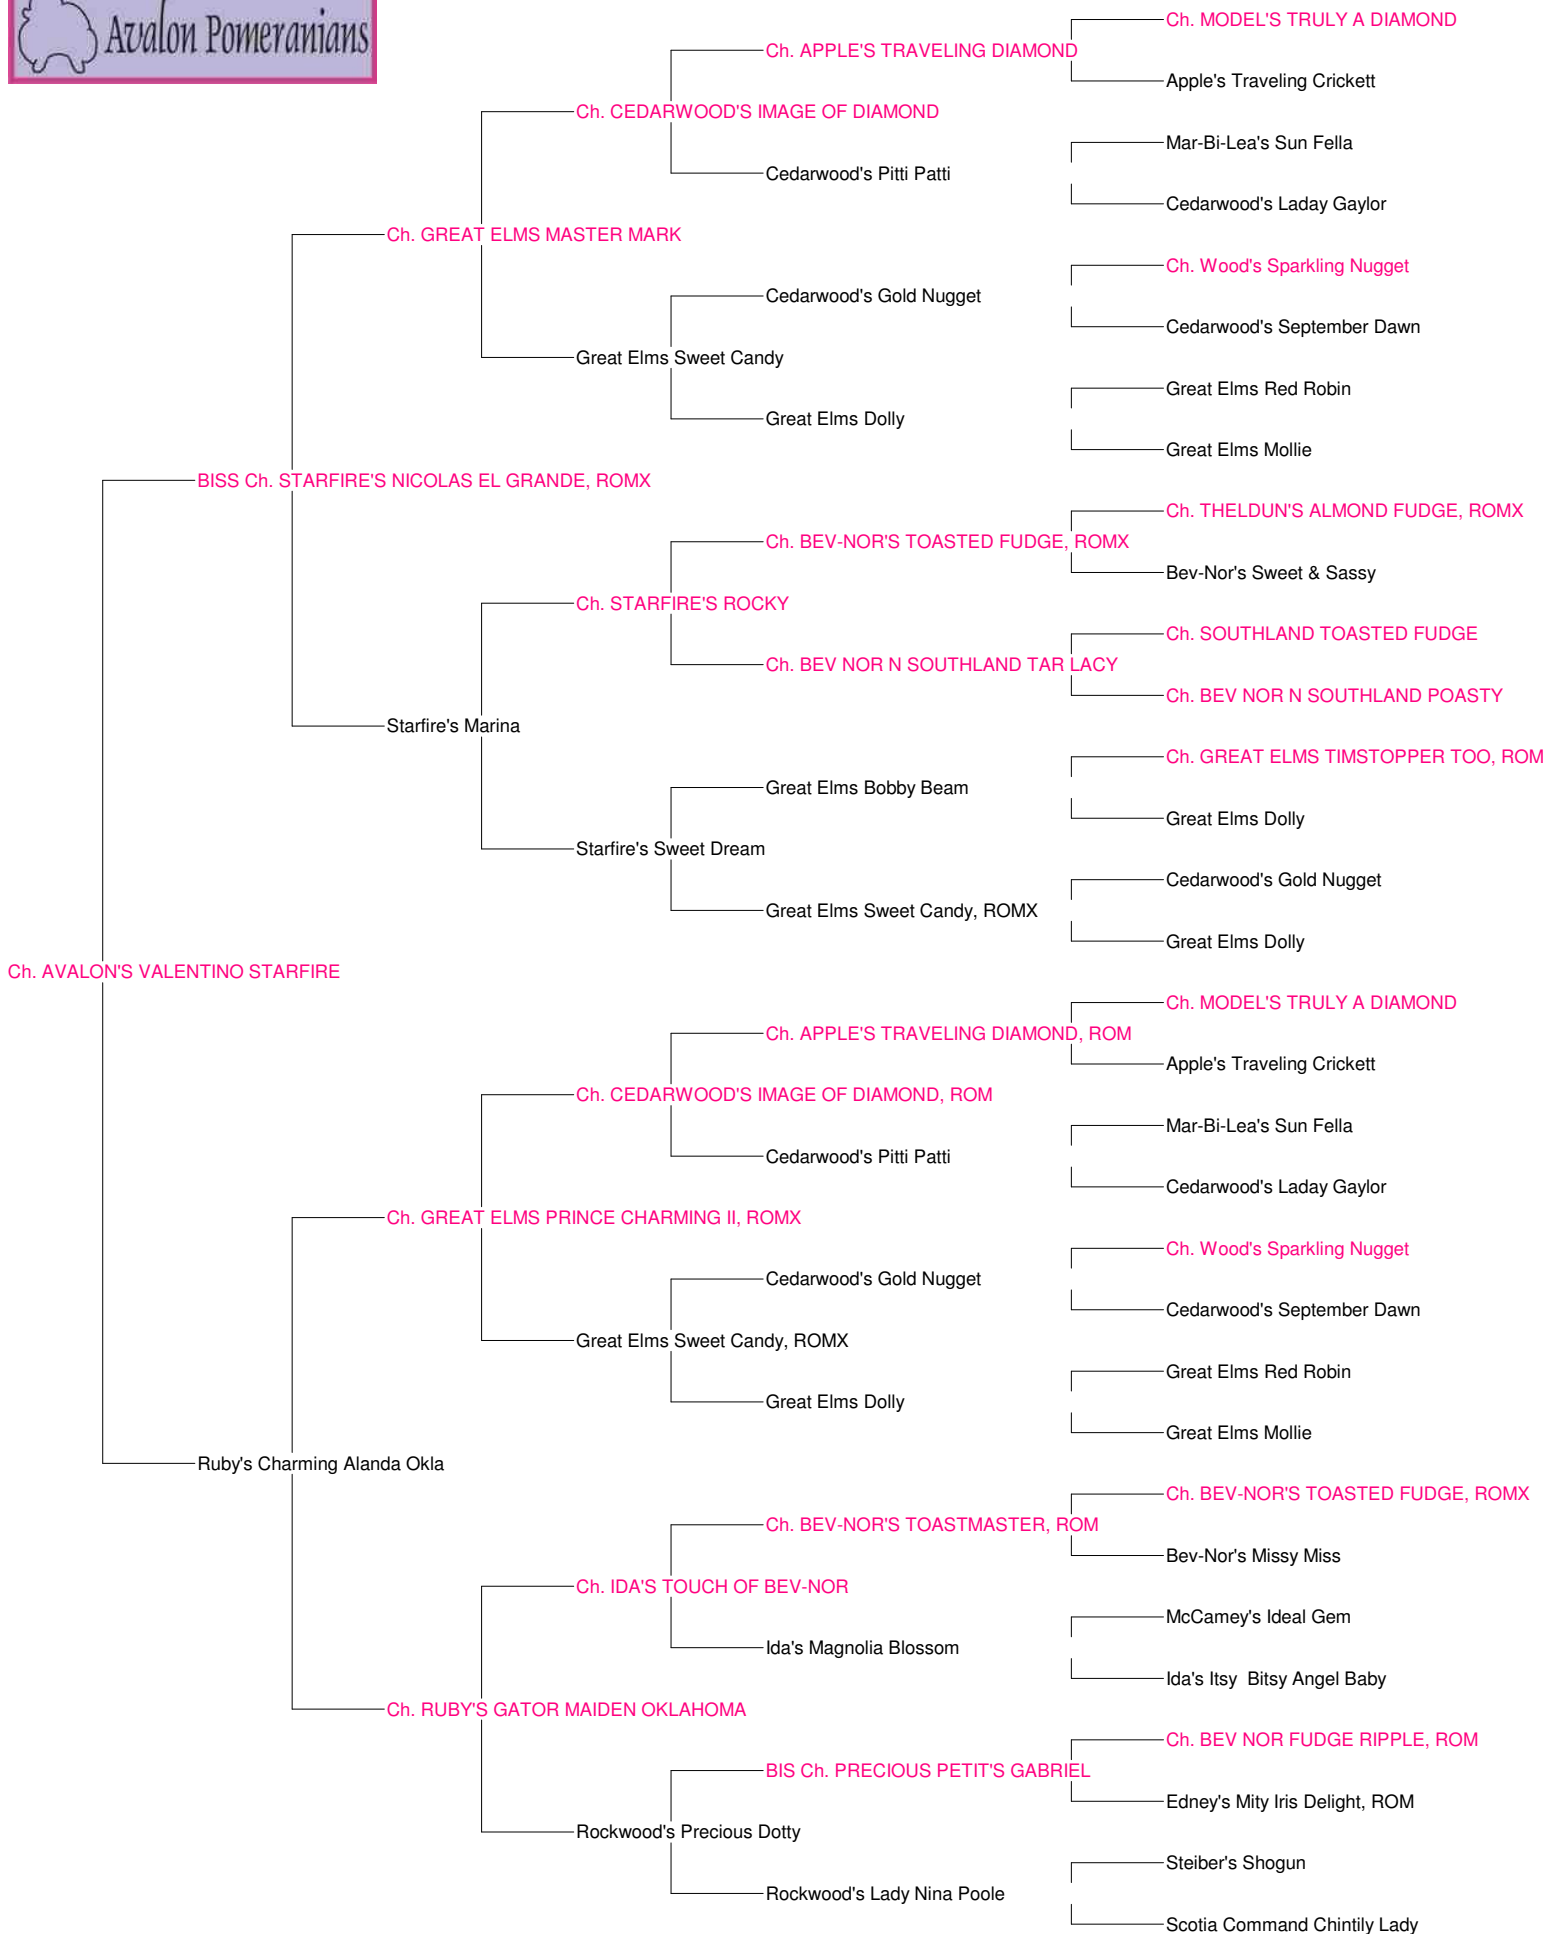 Avalon Pomeranians
Ch. MODEL'S TRULY A DIAMOND
Ch. APPLE'S TRAVELING DIAMOND
Apple's Traveling Crickett
Ch. CEDARWOOD'S IMAGE OF DIAMOND
Mar-Bi-Lea's Sun Fella
Cedarwood's Pitti Patti
Cedarwood's Laday Gaylor
Ch. GREAT ELMS MASTER MARK
Ch. Wood's Sparkling Nugget
Cedarwood's Gold Nugget
Cedarwood's September Dawn
Great Elms Sweet Candy
Great Elms Red Robin
Great Elms Dolly
Great Elms Mollie
BISS Ch. STARFIRE'S NICOLAS EL GRANDE, ROMX
Ch. THELDUN'S ALMOND FUDGE, ROMX
Ch. BEV-NOR'S TOASTED FUDGE, ROMX
Bev-Nor's Sweet & Sassy
Ch. STARFIRE'S ROCKY
Ch. SOUTHLAND TOASTED FUDGE
Ch. BEV NOR N SOUTHLAND TAR LACY
Ch. BEV NOR N SOUTHLAND POASTY
Starfire's Marina
Ch. GREAT ELMS TIMSTOPPER TOO, ROM
Great Elms Bobby Beam
Great Elms Dolly
Starfire's Sweet Dream
Cedarwood's Gold Nugget
Great Elms Sweet Candy, ROMX
Great Elms Dolly
Ch. AVALON'S VALENTINO STARFIRE
Ch. MODEL'S TRULY A DIAMOND
Ch. APPLE'S TRAVELING DIAMOND, ROM
Apple's Traveling Crickett
Ch. CEDARWOOD'S IMAGE OF DIAMOND, ROM
Mar-Bi-Lea's Sun Fella
Cedarwood's Pitti Patti
Cedarwood's Laday Gaylor
Ch. GREAT ELMS PRINCE CHARMING II, ROMX
Ch. Wood's Sparkling Nugget
Cedarwood's Gold Nugget
Cedarwood's September Dawn
Great Elms Sweet Candy, ROMX
Great Elms Red Robin
Great Elms Dolly
Great Elms Mollie
Ruby's Charming Alanda Okla
Ch. BEV-NOR'S TOASTED FUDGE, ROMX
Ch. BEV-NOR'S TOASTMASTER, ROM
Bev-Nor's Missy Miss
Ch. IDA'S TOUCH OF BEV-NOR
McCamey's Ideal Gem
Ida's Magnolia Blossom
Ida's Itsy  Bitsy Angel Baby
Ch. RUBY'S GATOR MAIDEN OKLAHOMA
Ch. BEV NOR FUDGE RIPPLE, ROM
BIS Ch. PRECIOUS PETIT'S GABRIEL
Edney's Mity Iris Delight, ROM
Rockwood's Precious Dotty
Steiber's Shogun
Rockwood's Lady Nina Poole
Scotia Command Chintily Lady